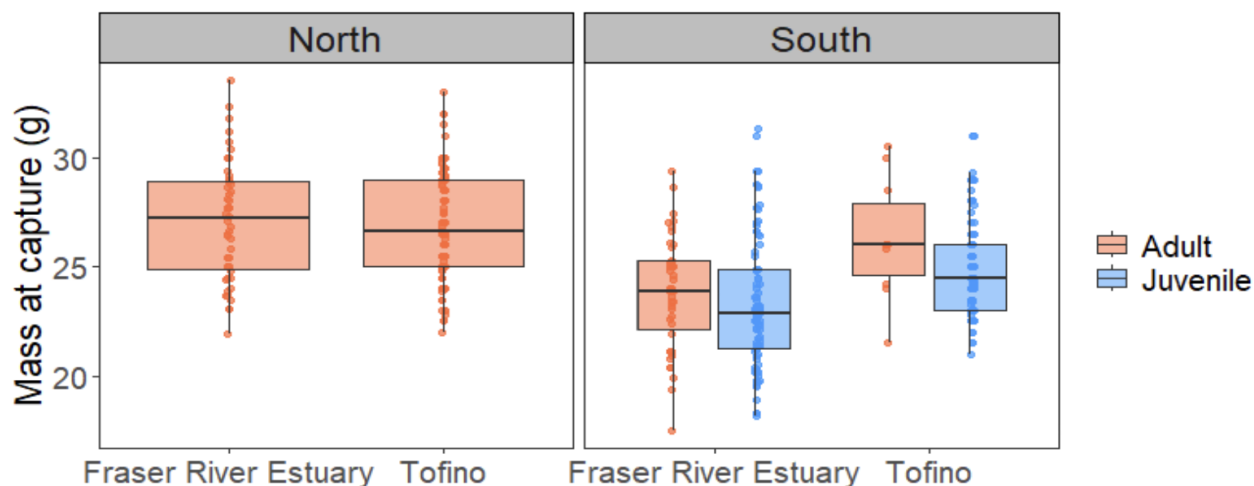 North
South
Mass at capture (g)
30
25
20
Fraser River Estuary
Tofino
Fraser River Estuary
Tofino
Adult
Juvenile